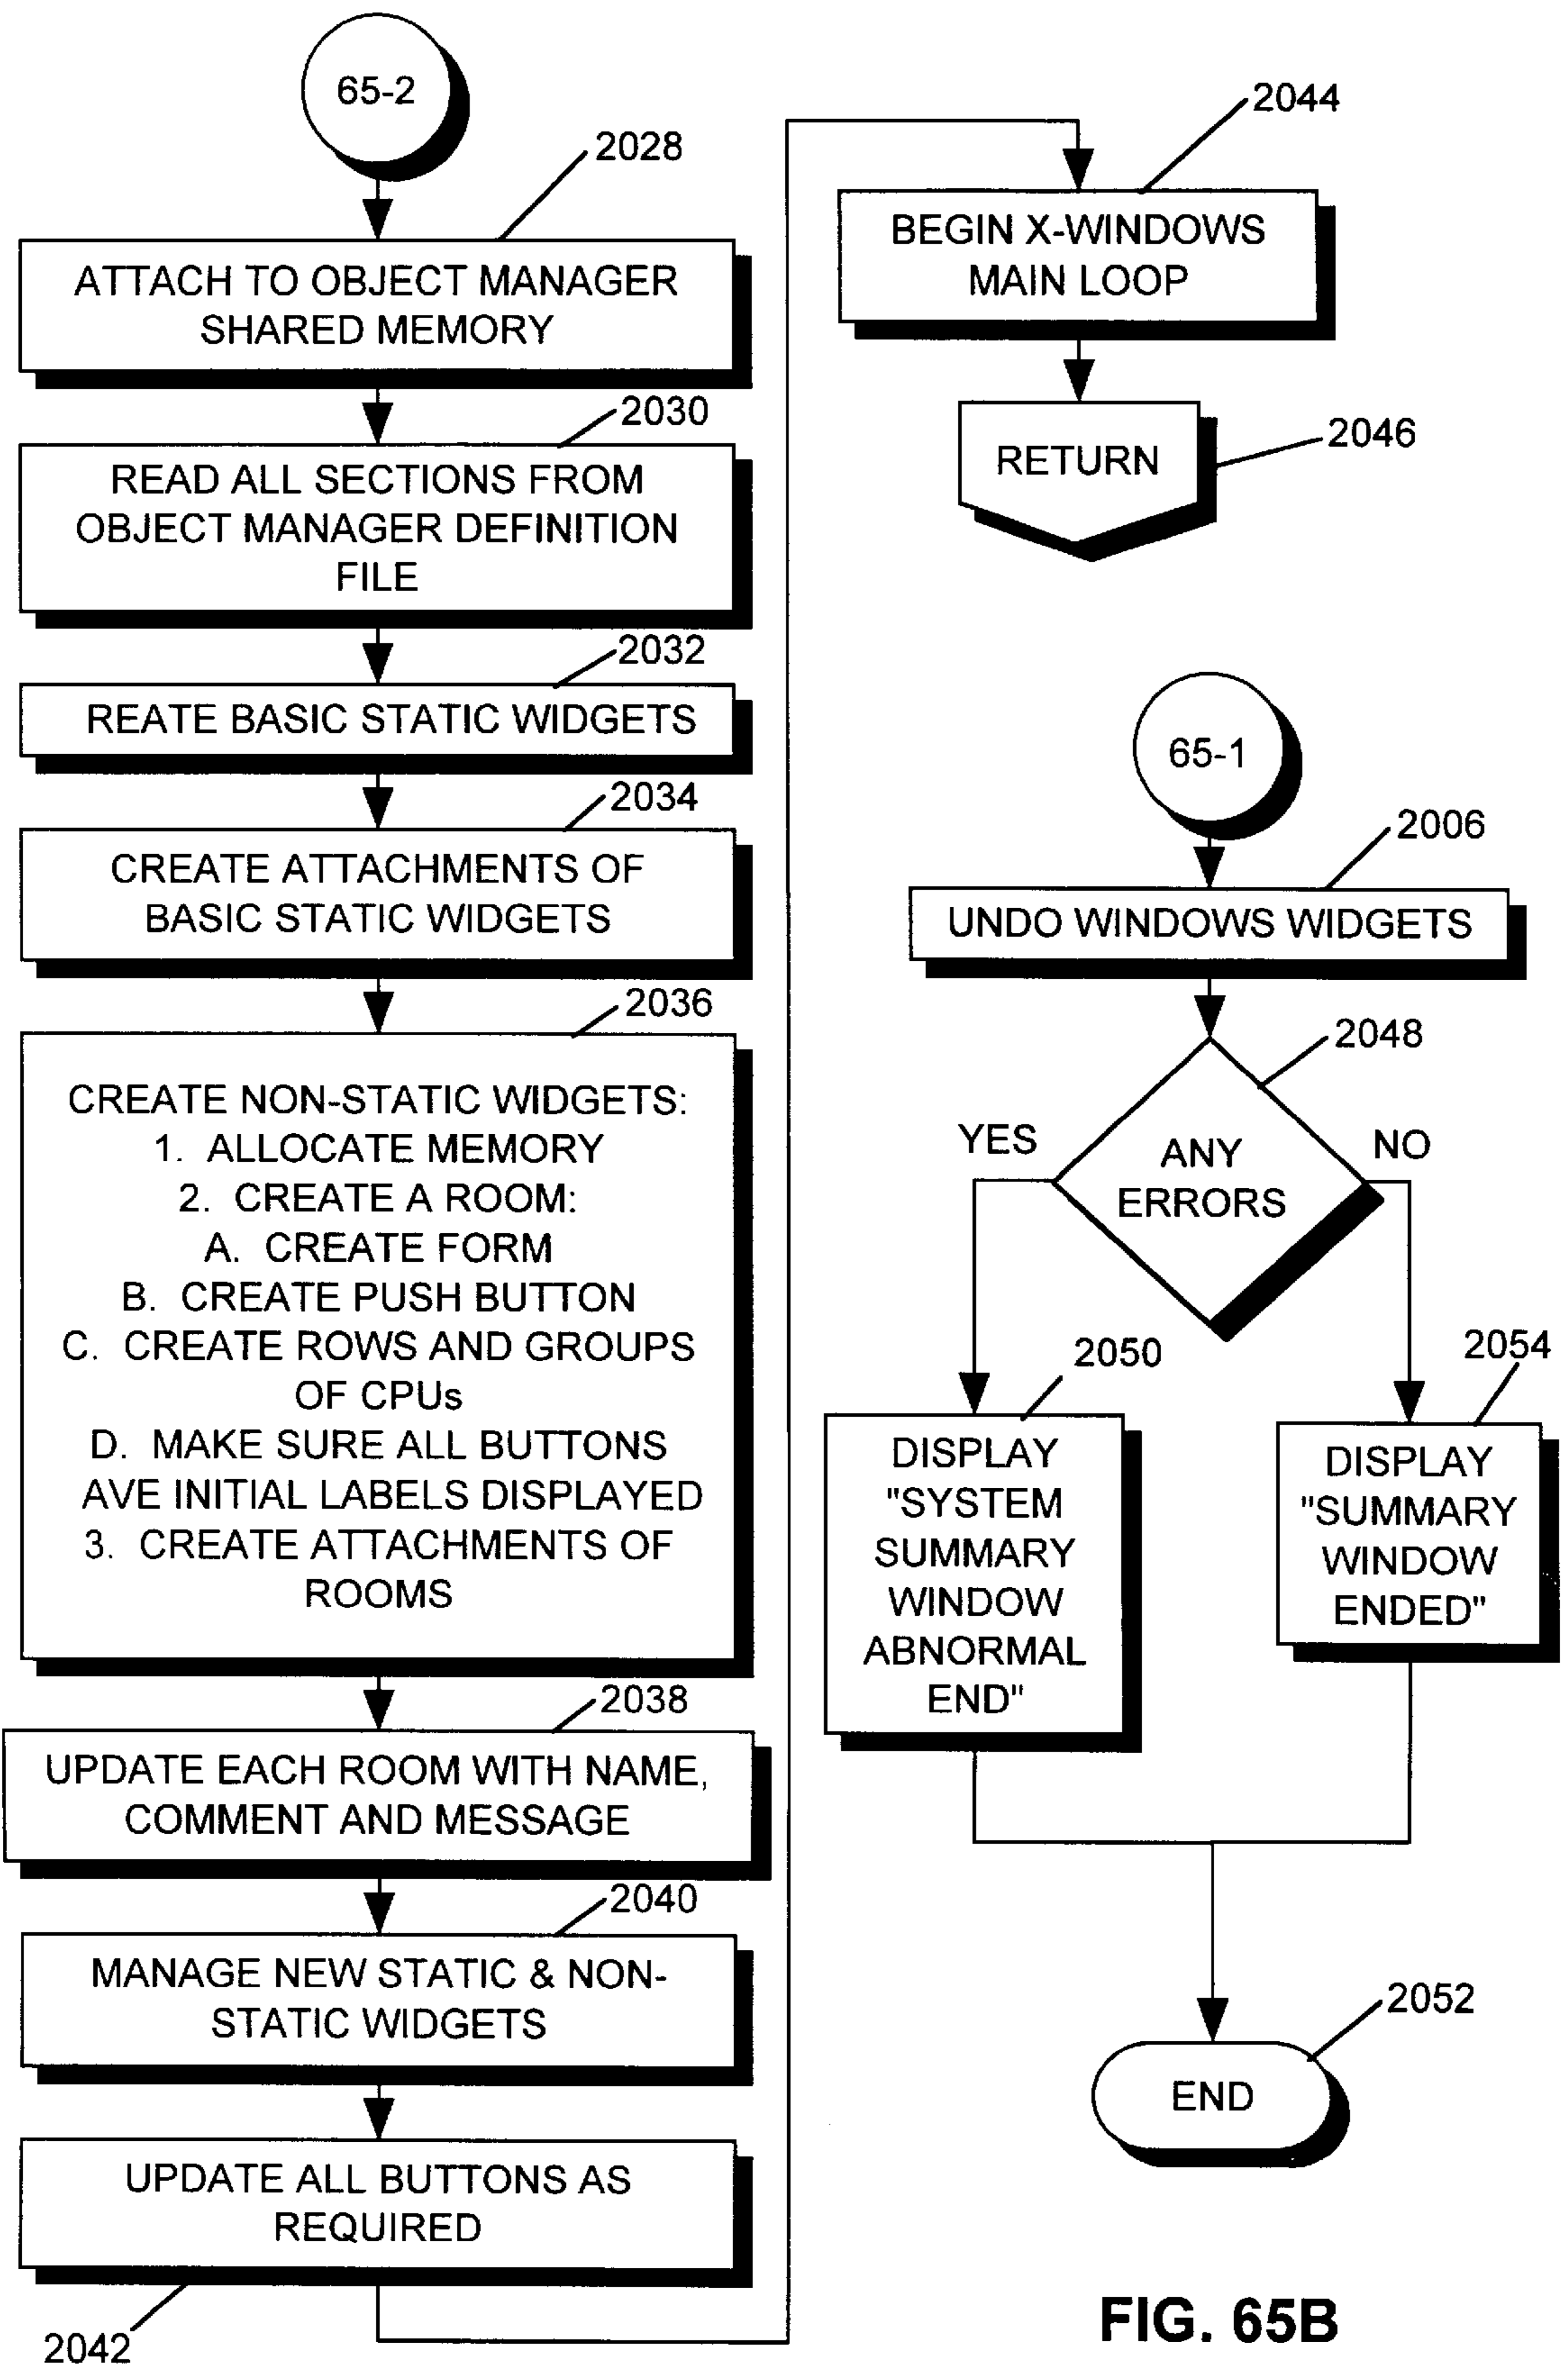 65-2
2028
ATTACH TO OBJECT MANAGER
SHARED MEMORY
2030
READ ALL SECTIONS FROM
OBJECT MANAGER DEFINITION
FILE
2032
REATE BASIC STATIC WIDGETS
2034
CREATE ATTACHMENTS OF
BASIC STATIC WIDGETS
2036
CREATE NON-STATIC WIDGETS:
1. ALLOCATE MEMORY
2. CREATE A ROOM:
A. CREATE FORM
B. CREATE PUSH BUTTON
C. CREATE ROWS AND GROUPS
OF CPUs
D. MAKE SURE ALL BUTTONS
AVE INITIAL LABELS DISPLAYED
3. CREATE ATTACHMENTS OF
ROOMS
2038
UPDATE EACH ROOM WITH NAME,
COMMENT AND MESSAGE
2040
MANAGE NEW STATIC & NON-
STATIC WIDGETS
UPDATE ALL BUTTONS AS
REQUIRED
2042
2044
BEGIN X-WINDOWS
MAIN LOOP
RETURN
2046
65-1
2006
UNDO WINDOWS WIDGETS
2048
ANY
ERRORS
YES
NO
2050
DISPLAY
"SYSTEM
SUMMARY
WINDOW
ABNORMAL
END"
2054
DISPLAY
"SUMMARY
WINDOW
ENDED"
2052
END
FIG. 65B